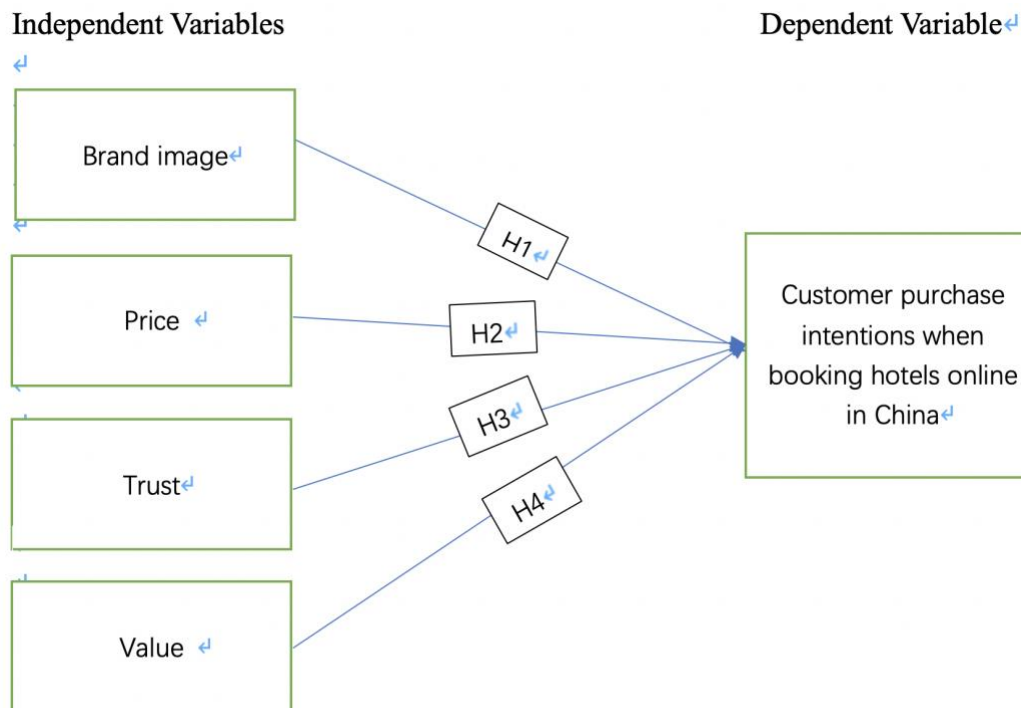 Independent Variables
Dependent Variable
Brand image
H1
Price
H2
Customer purchase
intentions when
booking hotels online
in China
H3
Trust
H4
Value